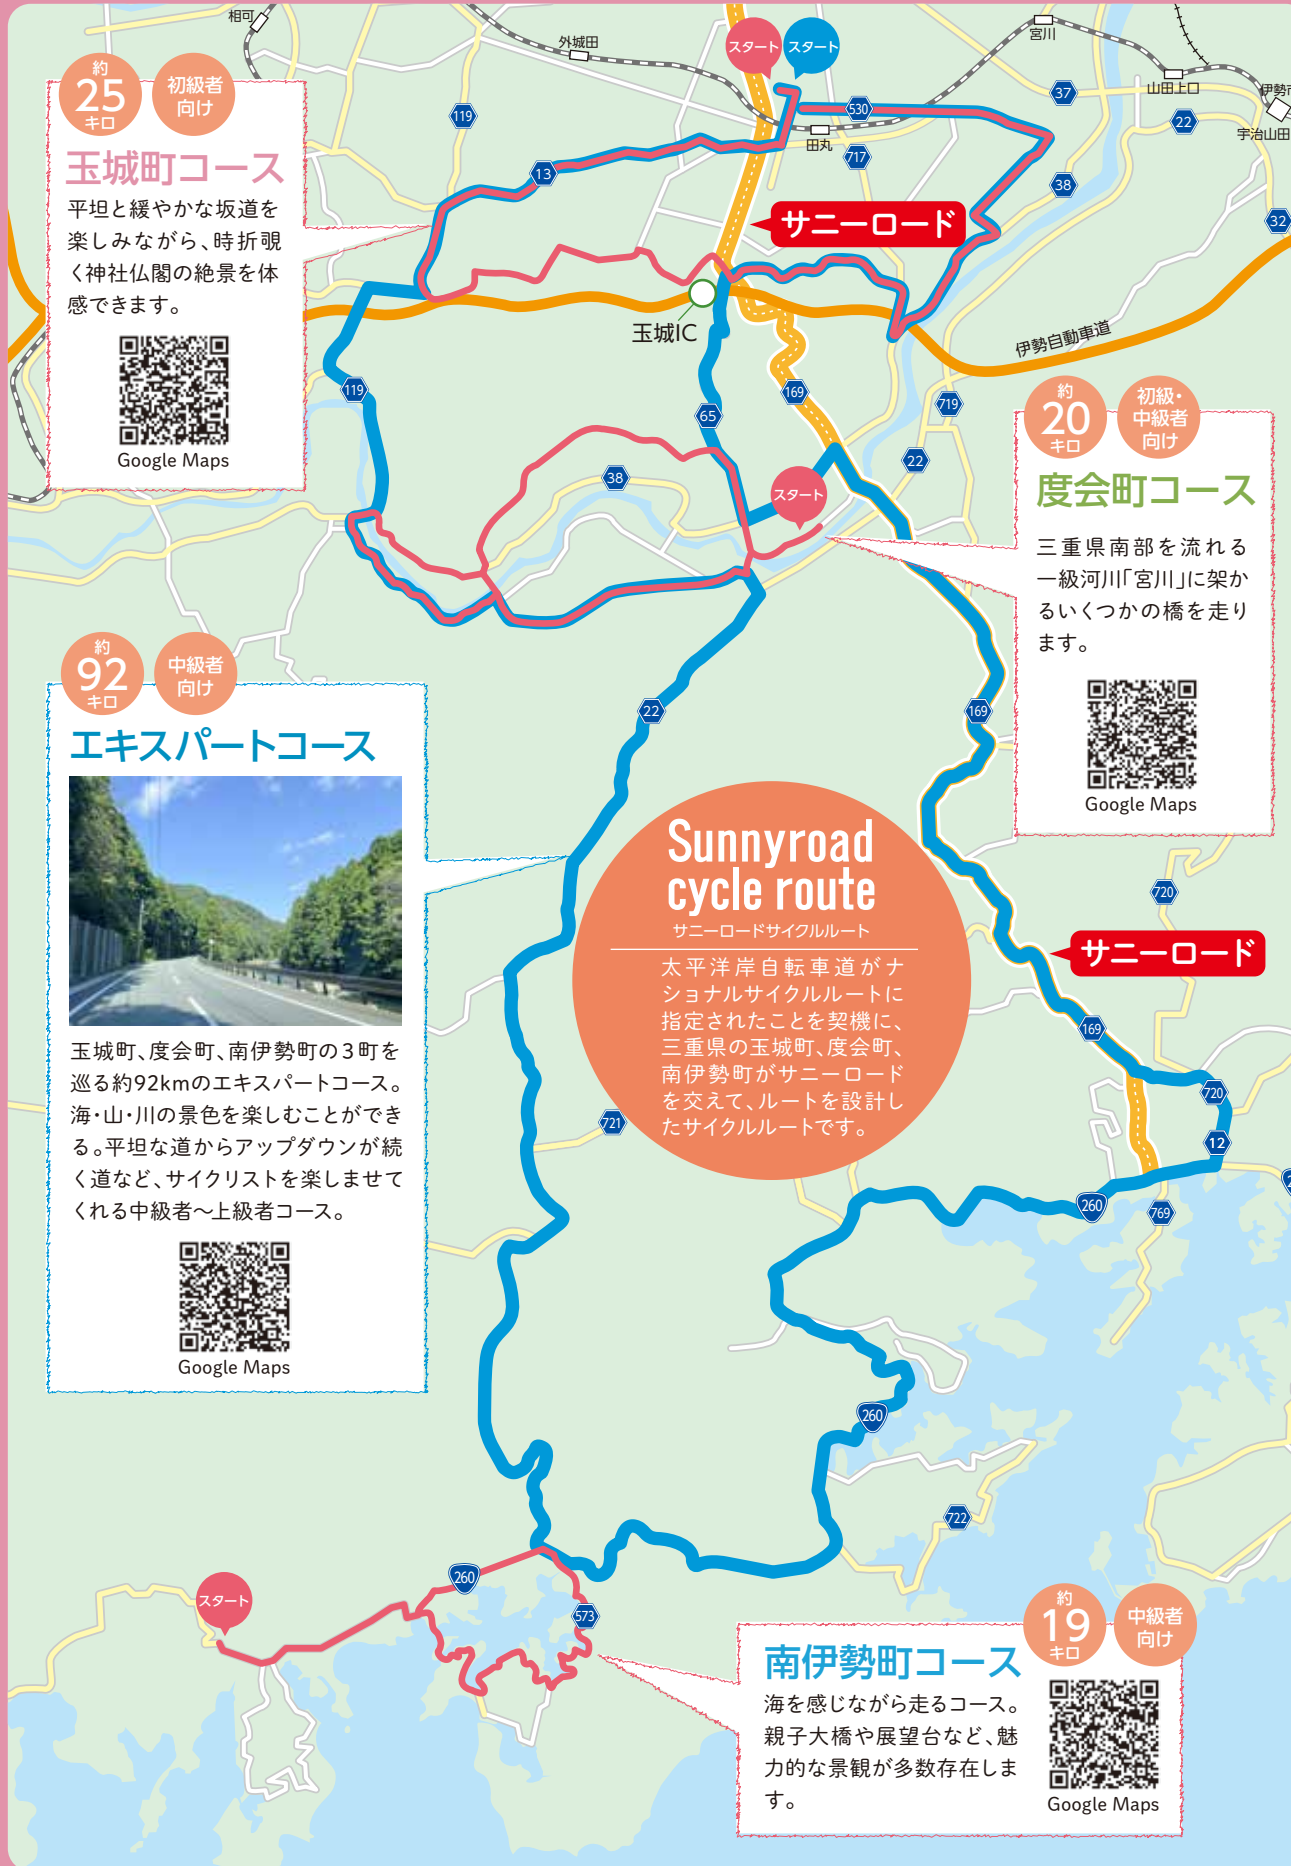 相可
外城田
宮川
山田上口
宇治山田
田丸
スタート
スタート
37
22
530
119
13
717
38
32
サニーロード
約
25
キロ
初級者
向け
玉城町コース
平坦と緩やかな坂道を
楽しみながら、時折覗
く神社仏閣の絶景を体
感できます。
Google Maps
玉城IC
伊勢自動車道
119
65
169
719
22
38
スタート
約
20
キロ
初級・
中級者
向け
度会町コース
三重県南部を流れる
一級河川「宮川」に架か
るいくつかの橋を走り
ます。
Google Maps
約
92
キロ
中級者
向け
エキスパートコース
玉城町、度会町、南伊勢町の3町を
巡る約92kmのエキスパートコース。
海・山・川の景色を楽しむことができ
る。平坦な道からアップダウンが続
く道など、サイクリストを楽しませて
くれる中級者〜上級者コース。
Google Maps
22
169
Sunnyroad
cycle route
サニーロードサイクルルート
太平洋岸自転車道がナ
ショナルサイクルルートに
指定されたことを契機に、
三重県の玉城町、度会町、
南伊勢町がサニーロード
を交えて、ルートを設計し
たサイクルルートです。
720
サニーロード
169
720
12
721
260
769
260
722
260
573
スタート
約
19
キロ
中級者
向け
南伊勢町コース
海を感じながら走るコース。
親子大橋や展望台など、魅
力的な景観が多数存在しま
す。
Google Maps